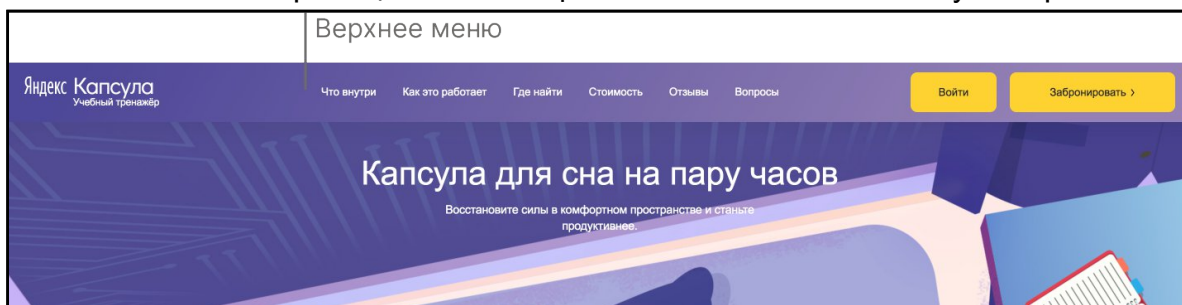 Верхнее меню
Яндекс Капсула
Учебный тренажёр
Что внутри Как это работает Где найти Стоимость Отзывы Вопросы Войти Забронировать >
Капсула для сна на пару часов
Восстановите силы в комфортном пространстве и станьте
продуктивнее.